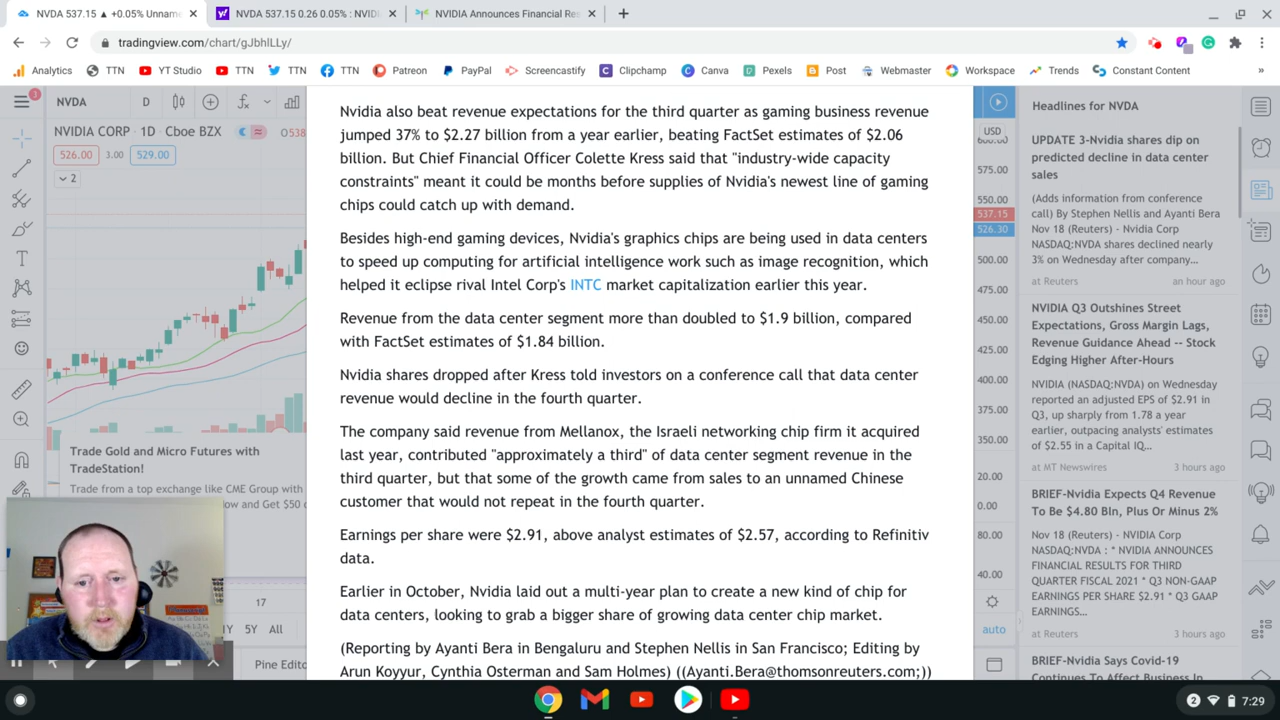 NVDA 537.15 ▲ +0.05% Unname
NVDA 537.15 0.26 0.05% : NVIDI
NVIDIA Announces Financial Res
tradingview.com/chart/gJbhlLLy/
Analytics
TTN
YT Studio
TTN
TTN
TTN
Patreon
PayPal
Screencastify
Clipchamp
Canva
Pexels
Post
Webmaster
Workspace
Trends
Constant Contact
»
3
NVDA
D
NVIDIA CORP • 1D • Cboe BZX
O538
526.00
3.00
529.00
2
Nvidia also beat revenue expectations for the third quarter as gaming business revenue
jumped 37% to $2.27 billion from a year earlier, beating FactSet estimates of $2.06
billion. But Chief Financial Officer Colette Kress said that "industry-wide capacity
constraints" meant it could be months before supplies of Nvidia's newest line of gaming
chips could catch up with demand.
Besides high-end gaming devices, Nvidia's graphics chips are being used in data centers
to speed up computing for artificial intelligence work such as image recognition, which
helped it eclipse rival Intel Corp's INTC market capitalization earlier this year.
Revenue from the data center segment more than doubled to $1.9 billion, compared
with FactSet estimates of $1.84 billion.
Nvidia shares dropped after Kress told investors on a conference call that data center
revenue would decline in the fourth quarter.
The company said revenue from Mellanox, the Israeli networking chip firm it acquired
last year, contributed "approximately a third" of data center segment revenue in the
third quarter, but that some of the growth came from sales to an unnamed Chinese
customer that would not repeat in the fourth quarter.
Earnings per share were $2.91, above analyst estimates of $2.57, according to Refinitiv
data.
Earlier in October, Nvidia laid out a multi-year plan to create a new kind of chip for
data centers, looking to grab a bigger share of growing data center chip market.
(Reporting by Ayanti Bera in Bengaluru and Stephen Nellis in San Francisco; Editing by
Arun Koyyur, Cynthia Osterman and Sam Holmes) ((Ayanti.Bera@thomsonreuters.com;))
Trade Gold and Micro Futures with
TradeStation!
Trade from a top exchange like CME Group with
ow and Get $50 o
17
1Y
5Y
All
Pine Editor
USD
600.00
575.00
550.00
537.15
526.30
500.00
475.00
450.00
425.00
400.00
375.00
350.00
20.00
0.00
80.00
40.00
auto
Headlines for NVDA
UPDATE 3-Nvidia shares dip on
predicted decline in data center
sales
(Adds information from conference
call) By Stephen Nellis and Ayanti Bera
Nov 18 (Reuters) - Nvidia Corp
NASDAQ:NVDA shares declined nearly
3% on Wednesday after company…
at Reuters
an hour ago
NVIDIA Q3 Outshines Street
Expectations, Gross Margin Lags,
Revenue Guidance Ahead -- Stock
Edging Higher After-Hours
NVIDIA (NASDAQ:NVDA) on Wednesday
reported an adjusted EPS of $2.91 in
Q3, up sharply from 1.78 a year
earlier, outpacing analysts' estimates
of $2.55 in a Capital IQ…
at MT Newswires
3 hours ago
BRIEF-Nvidia Expects Q4 Revenue
To Be $4.80 Bln, Plus Or Minus 2%
Nov 18 (Reuters) - NVIDIA Corp
NASDAQ:NVDA : * NVIDIA ANNOUNCES
FINANCIAL RESULTS FOR THIRD
QUARTER FISCAL 2021 * Q3 NON-GAAP
EARNINGS PER SHARE $2.91 * Q3 GAAP
EARNINGS…
at Reuters
3 hours ago
BRIEF-Nvidia Says Covid-19
Continues To Affect Business In
2
7:29